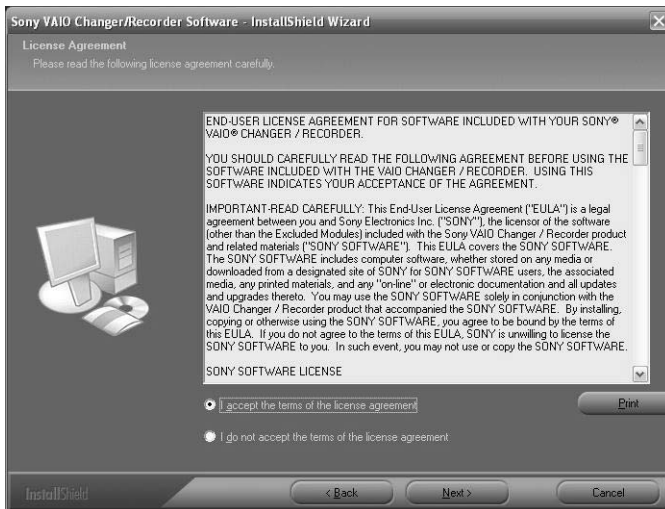 Sony VAIO Changer/Recorder Software - InstallShield Wizard
License Agreement
Please read the following license agreement carefully.
END-USER LICENSE AGREEMENT FOR SOFTWARE INCLUDED WITH YOUR SONY®
VAIO® CHANGER / RECORDER.
YOU SHOULD CAREFULLY READ THE FOLLOWING AGREEMENT BEFORE USING THE
SOFTWARE INCLUDED WITH THE VAIO CHANGER / RECORDER. USING THIS
SOFTWARE INDICATES YOUR ACCEPTANCE OF THE AGREEMENT.
IMPORTANT-READ CAREFULLY: This End-User License Agreement ("EULA") is a legal
agreement between you and Sony Electronics Inc. ("SONY"), the licensor of the software
(other than the Excluded Modules) included with the Sony VAIO Changer / Recorder product
and related materials ("SONY SOFTWARE"). This EULA covers the SONY SOFTWARE.
The SONY SOFTWARE includes computer software, whether stored on any media or
downloaded from a designated site of SONY for SONY SOFTWARE users, the associated
media, any printed materials, and any "on-line" or electronic documentation and all updates
and upgrades thereto. You may use the SONY SOFTWARE solely in conjunction with the
VAIO Changer / Recorder product that accompanied the SONY SOFTWARE. By installing,
copying or otherwise using the SONY SOFTWARE, you agree to be bound by the terms of
this EULA. If you do not agree to the terms of this EULA, SONY is unwilling to license the
SONY SOFTWARE to you. In such event, you may not use or copy the SONY SOFTWARE.
SONY SOFTWARE LICENSE
I accept the terms of the license agreement
Print
I do not accept the terms of the license agreement
InstallShield
< Back
Next >
Cancel